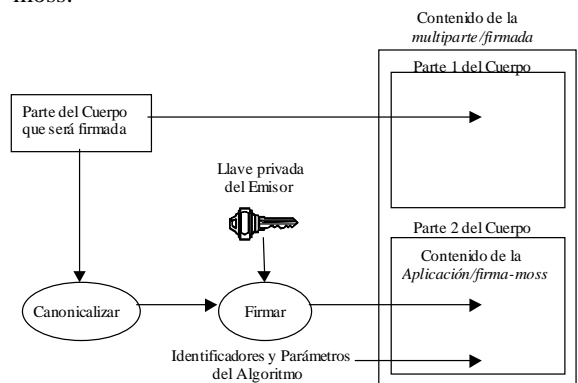 moss.
Contenido de la
multiparte/firmada
Parte 1 del Cuerpo
Parte del Cuerpo
que será firmada
Llave privada
del Emisor
Parte 2 del Cuerpo
Contenido de la
Aplicación/firma-moss
Canonicalizar
Firmar
Identificadores y Parámetros
del Algoritmo